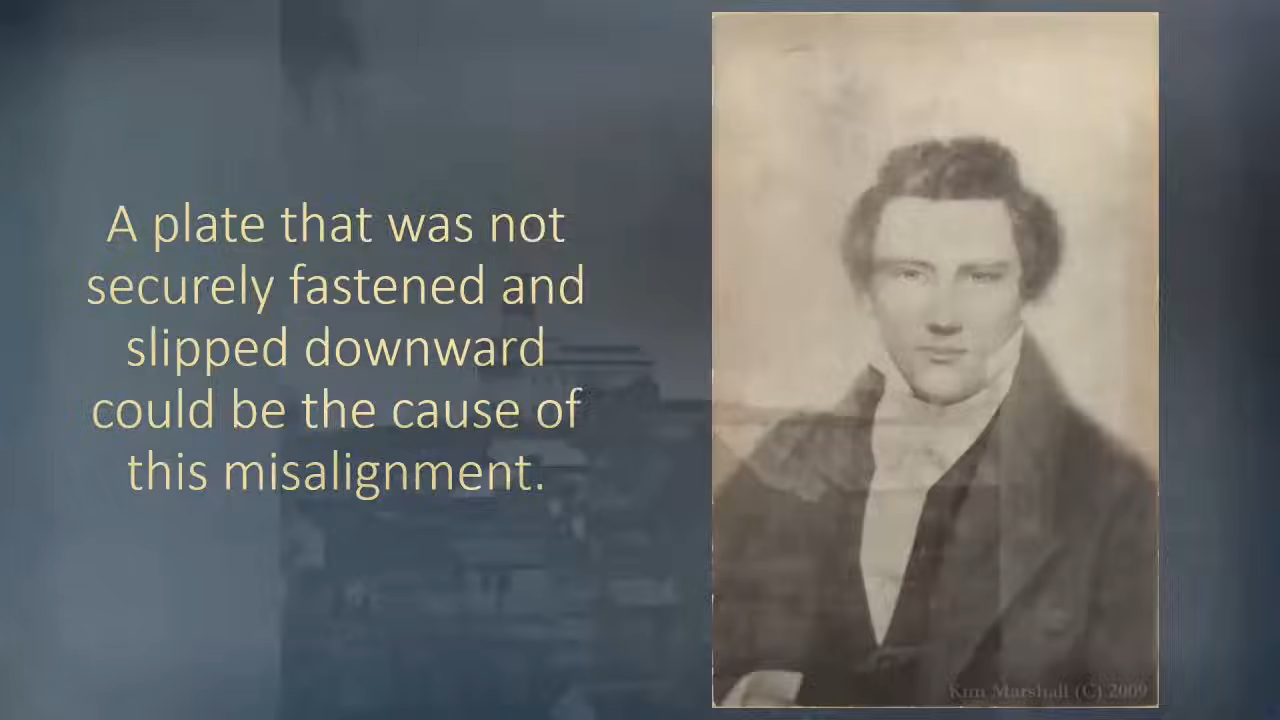 A plate that was not
securely fastened and
slipped downward
could be the cause of
this misalignment.
Kim Marshall (C) 2009